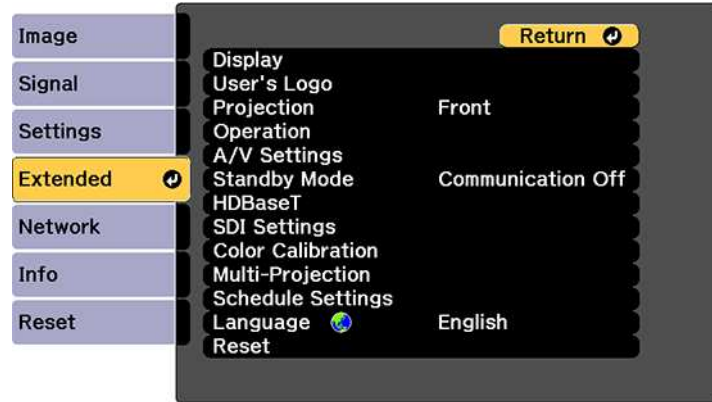 Image
Signal
Settings
Extended
Network
Info
Reset
Return
Display
User's Logo
Projection Front
Operation
A/V Settings
Standby Mode Communication Off
HDBaseT
SDI Settings
Color Calibration
Multi-Projection
Schedule Settings
Language English
Reset